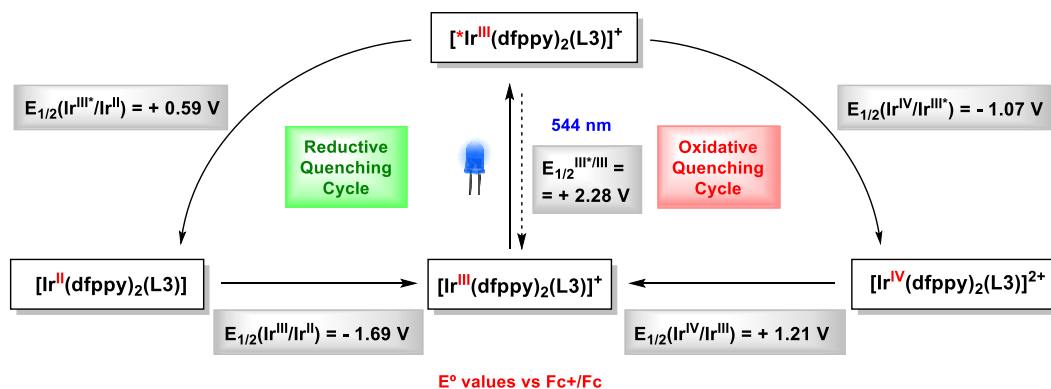 [*Ir^III(dfppy)₂(L3)]⁺
E₁/₂(Ir^III*/Ir^II) = + 0.59 V
E₁/₂(Ir^IV/Ir^III*) = - 1.07 V
Reductive
Quenching
Cycle
544 nm
E₁/₂^III*/III =
= + 2.28 V
Oxidative
Quenching
Cycle
[Ir^II(dfppy)₂(L3)]
[Ir^III(dfppy)₂(L3)]⁺
[Ir^IV(dfppy)₂(L3)]²⁺
E₁/₂(Ir^III/Ir^II) = - 1.69 V
E₁/₂(Ir^IV/Ir^III) = + 1.21 V
Eº values vs Fc+/Fc